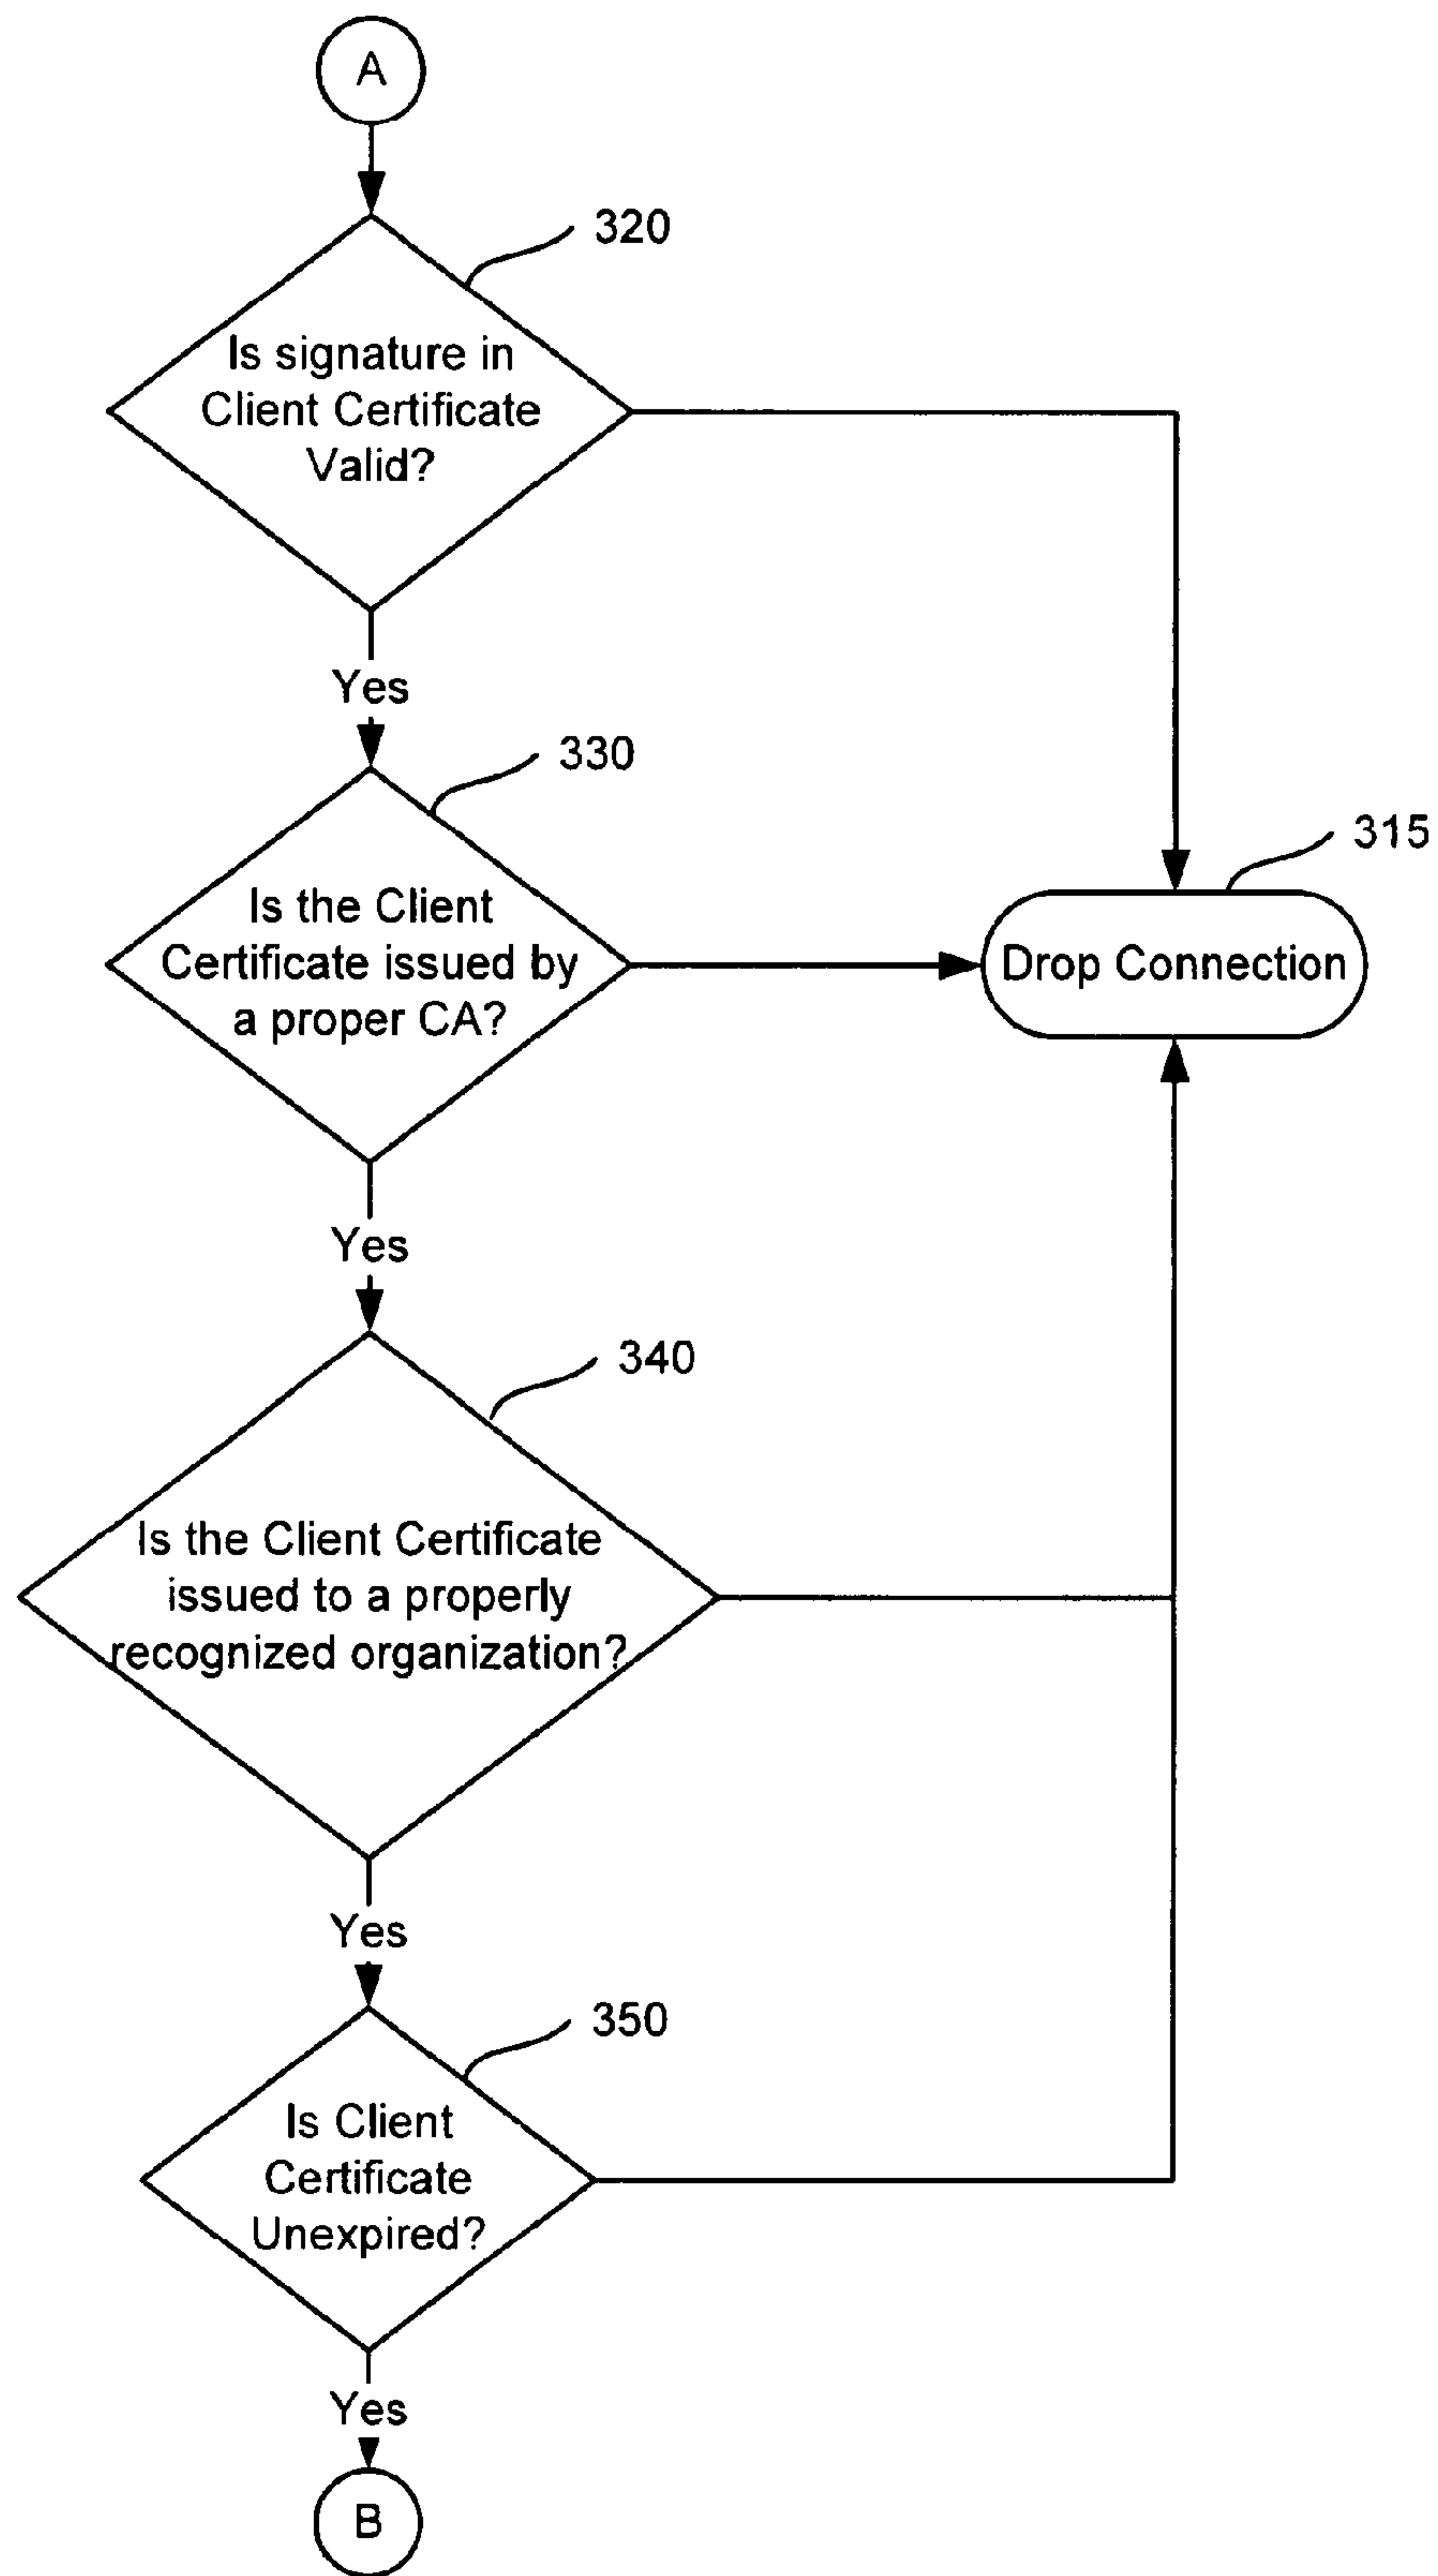 A
320
Is signature in
Client Certificate
Valid?
Yes
330
Is the Client
Certificate issued by
a proper CA?
315
Drop Connection
Yes
340
Is the Client Certificate
issued to a properly
recognized organization?
Yes
350
Is Client
Certificate
Unexpired?
Yes
B